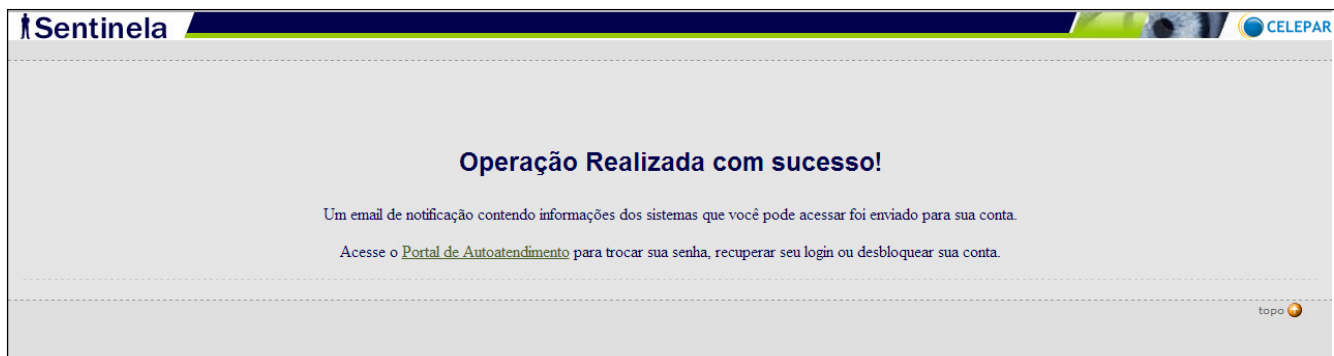 Sentinela
CELEPAR
Operação Realizada com sucesso!
Um email de notificação contendo informações dos sistemas que você pode acessar foi enviado para sua conta.
Acesse o Portal de Autoatendimento para trocar sua senha, recuperar seu login ou desbloquear sua conta.
topo